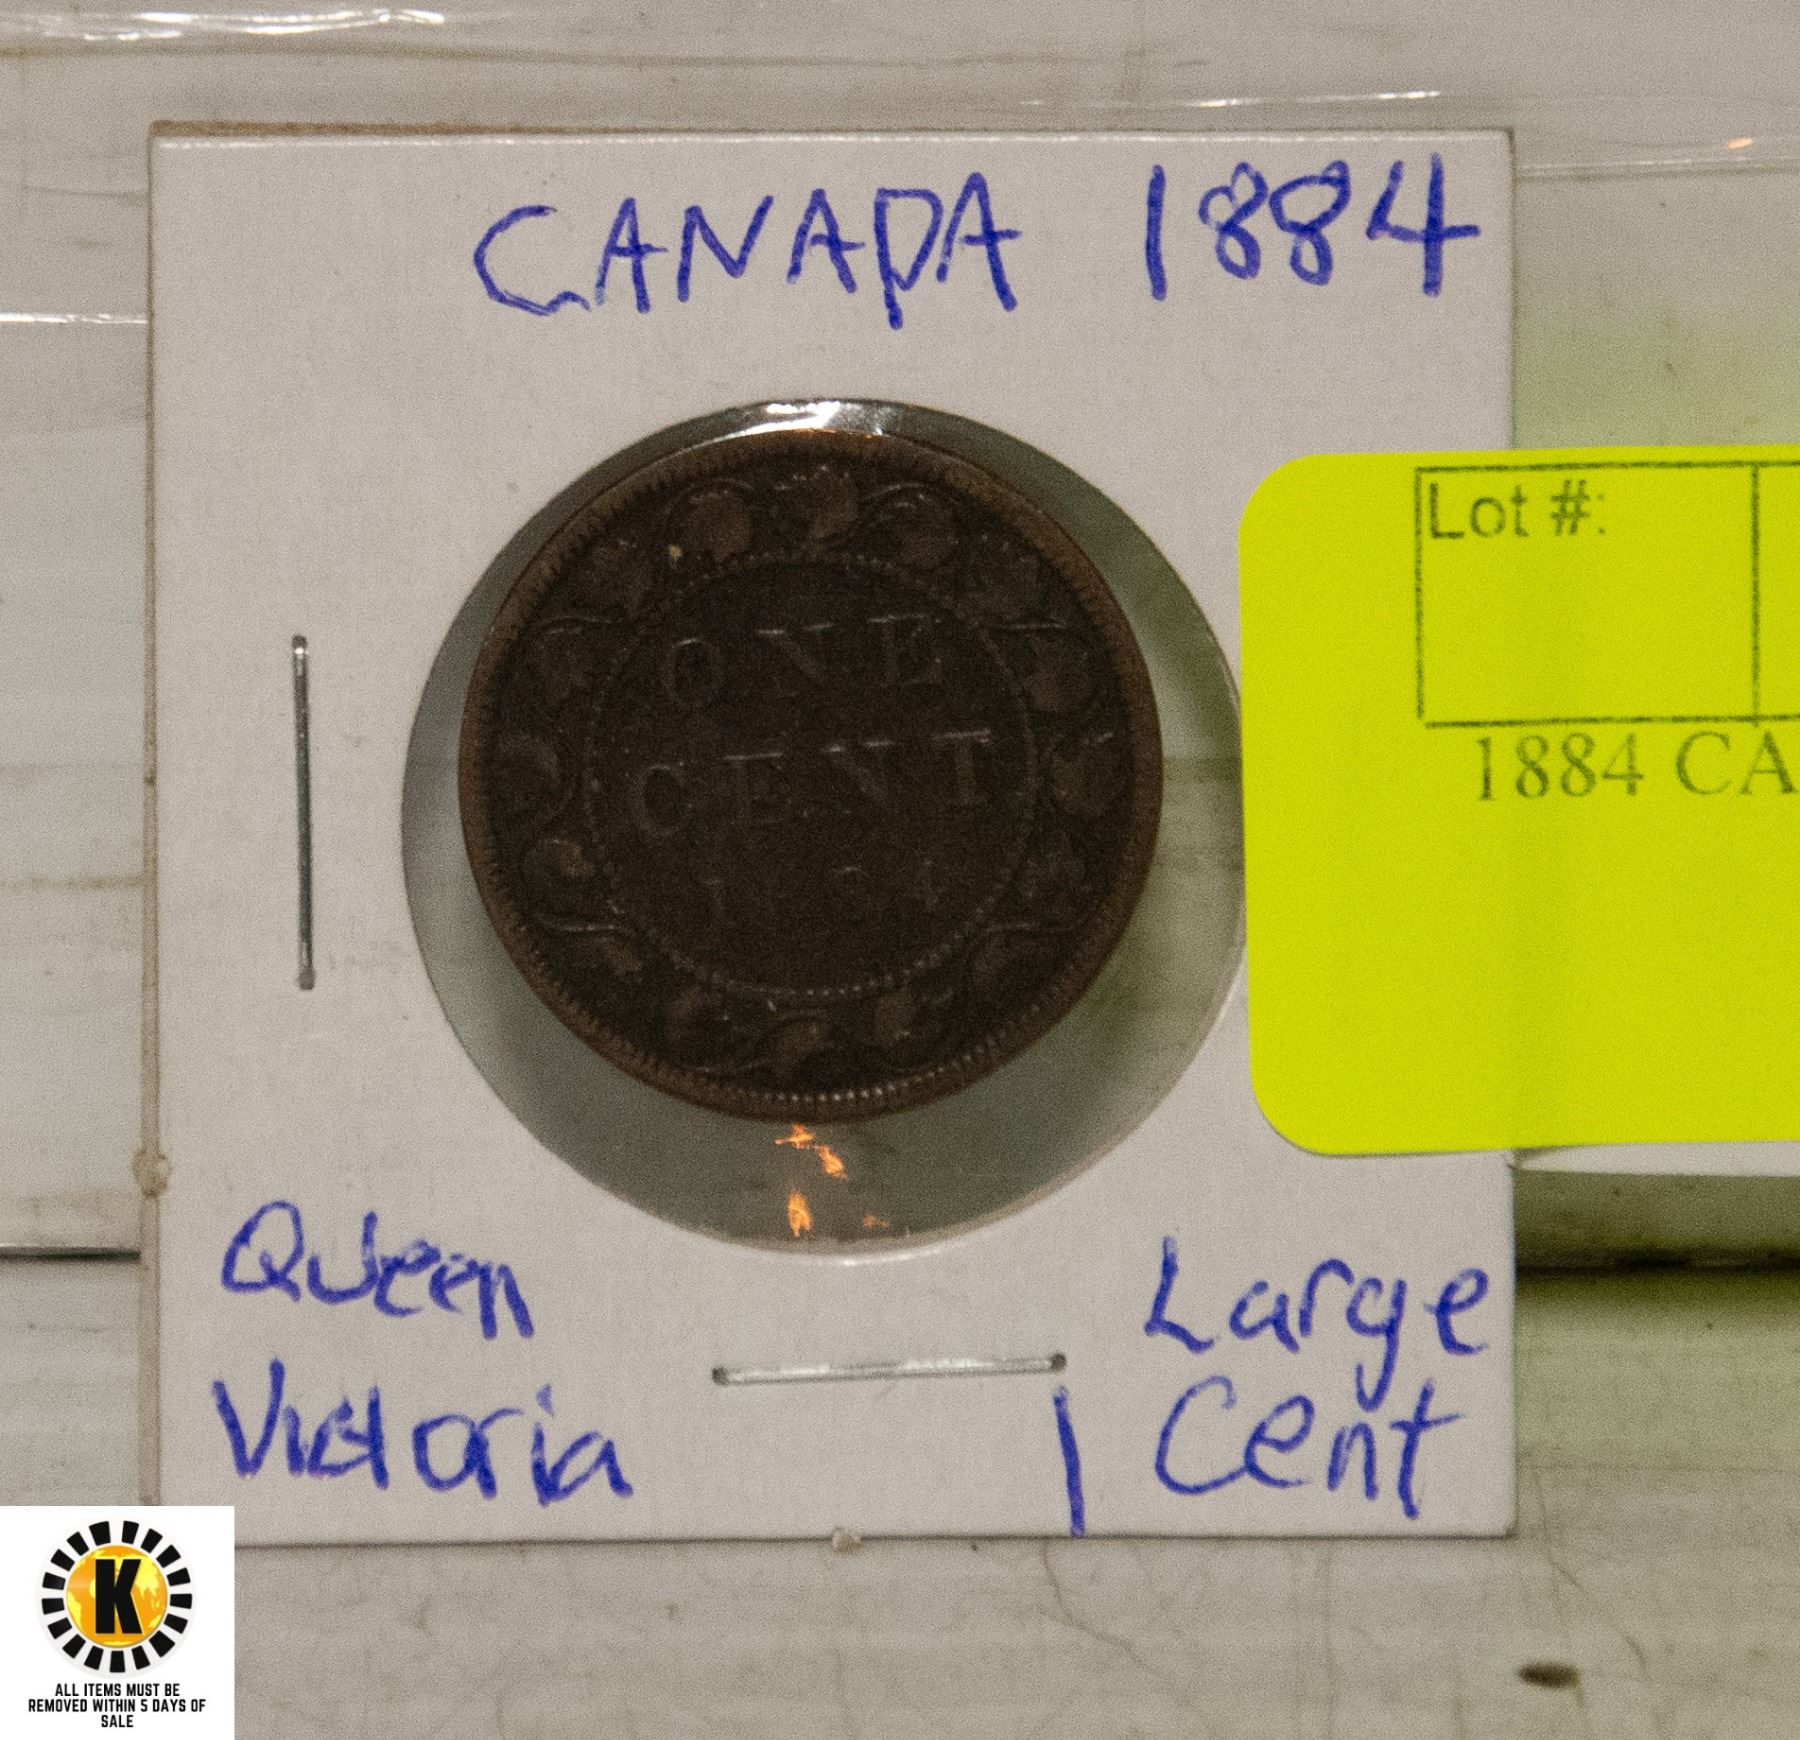 CANADA 1884
Lot #:
1884 CA
ONE
CENT
1884
Queen
Victoria
Large
1 Cent
K
ALL ITEMS MUST BE
REMOVED WITHIN 5 DAYS OF
SALE